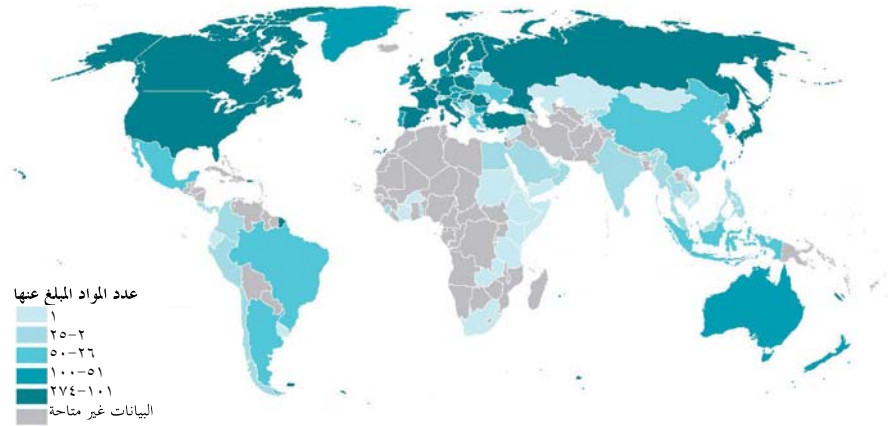 عدد المواد المبلغ عنها
١
٢-٢٥
٢٦-٥٠
٥١-١٠٠
١٠١-٢٧٤
البيانات غير متاحة